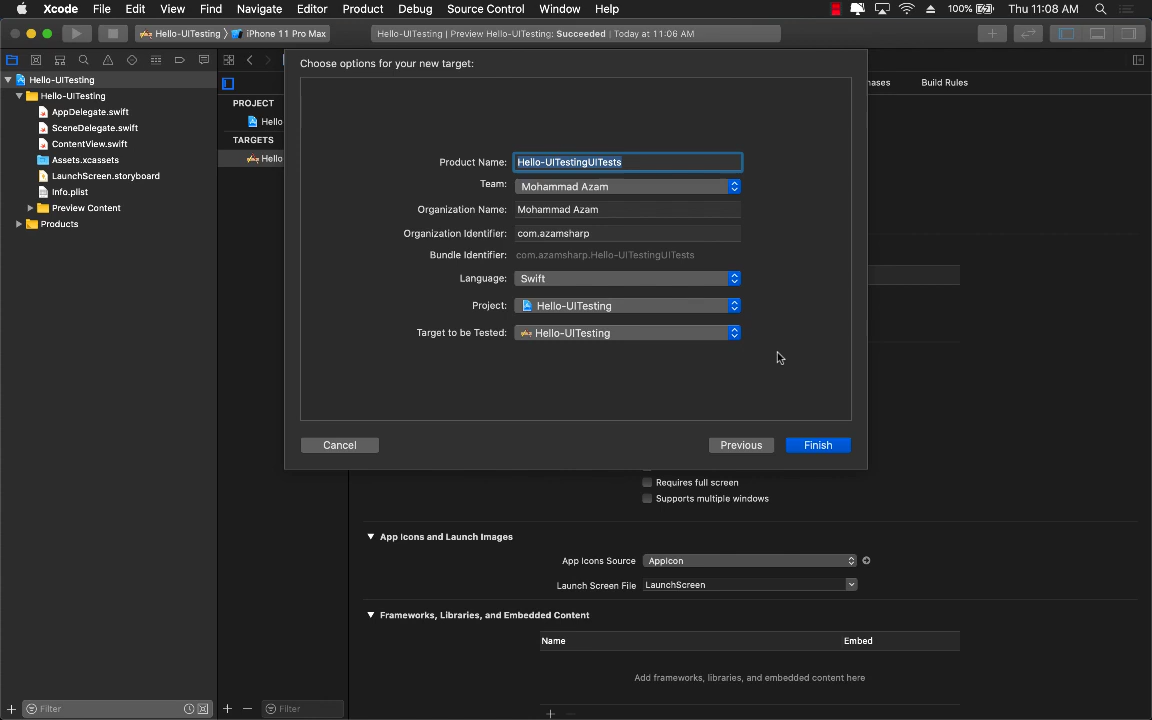 Xcode File Edit View Find Navigate Editor Product Debug Source Control Window Help 100% Thu 11:08 AM
Hello-UITesting iPhone 11 Pro Max Hello-UITesting | Preview Hello-UITesting: Succeeded | Today at 11:06 AM
Choose options for your new target:
Hello-UITesting
Hello-UITesting
AppDelegate.swift
SceneDelegate.swift
ContentView.swift
Assets.xcassets
LaunchScreen.storyboard
Info.plist
Preview Content
Products
PROJECT
Hello
TARGETS
Hello
hases Build Rules
Product Name: Hello-UITestingUITests
Team: Mohammad Azam
Organization Name: Mohammad Azam
Organization Identifier: com.azamsharp
Bundle Identifier: com.azamsharp.Hello-UITestingUITests
Language: Swift
Project: Hello-UITesting
Target to be Tested: Hello-UITesting
Cancel Previous Finish
Requires full screen
Supports multiple windows
App Icons and Launch Images
App Icons Source AppIcon
Launch Screen File LaunchScreen
Frameworks, Libraries, and Embedded Content
Name Embed
Add frameworks, libraries, and embedded content here
Filter Filter